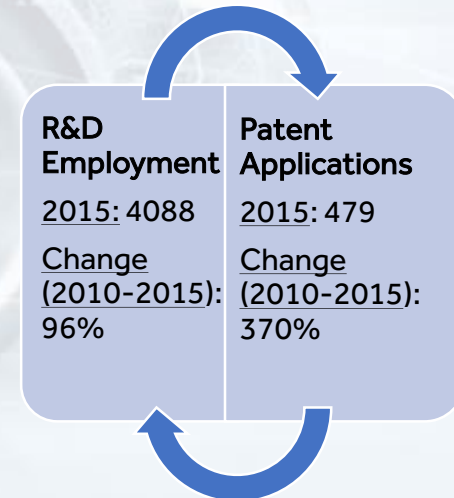 R&D
Employment
2015: 4088
Change
(2010-2015):
96%
Patent
Applications
2015: 479
Change
(2010-2015):
370%